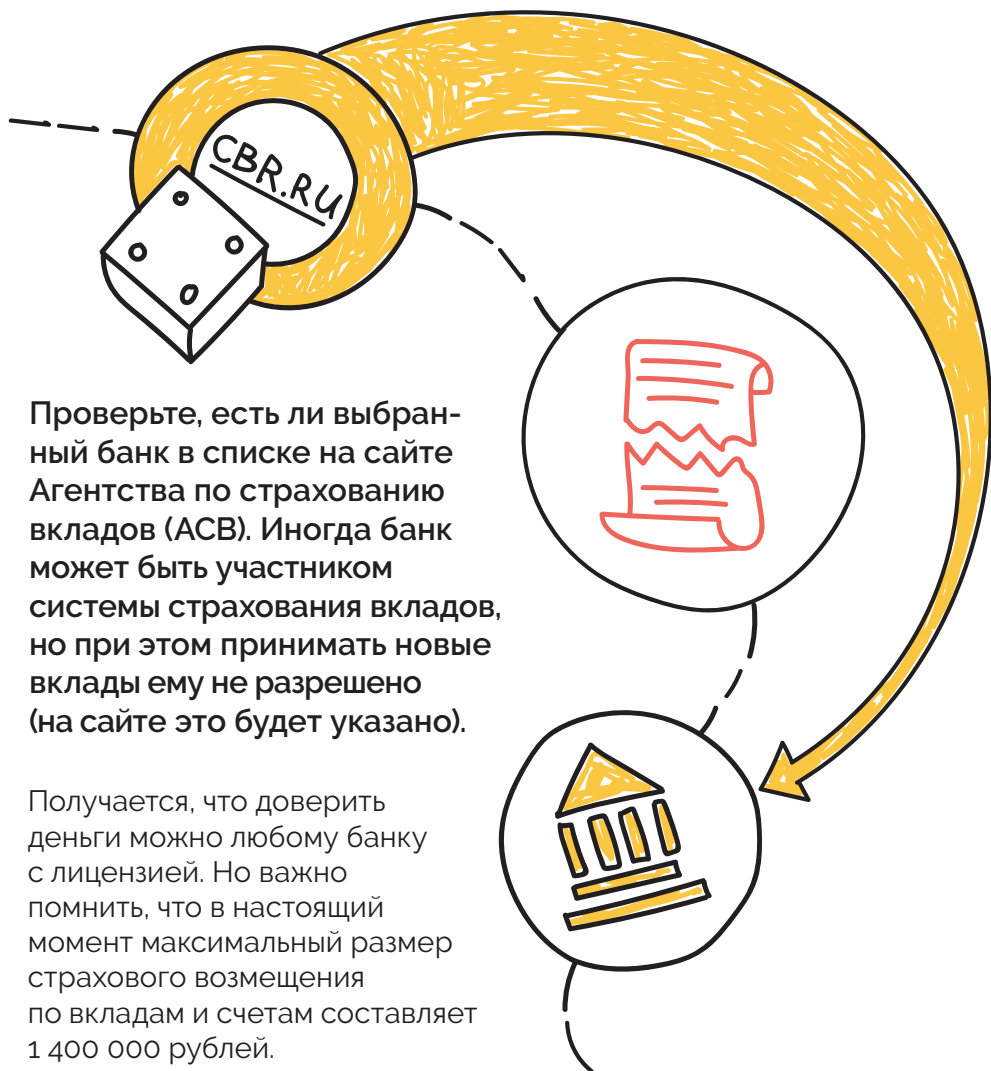 CBR.RU
Проверьте, есть ли выбран-
ный банк в списке на сайте
Агентства по страхованию
вкладов (АСВ). Иногда банк
может быть участником
системы страхования вкладов,
но при этом принимать новые
вклады ему не разрешено
(на сайте это будет указано).
Получается, что доверить
деньги можно любому банку
с лицензией. Но важно
помнить, что в настоящий
момент максимальный размер
страхового возмещения
по вкладам и счетам составляет
1 400 000 рублей.